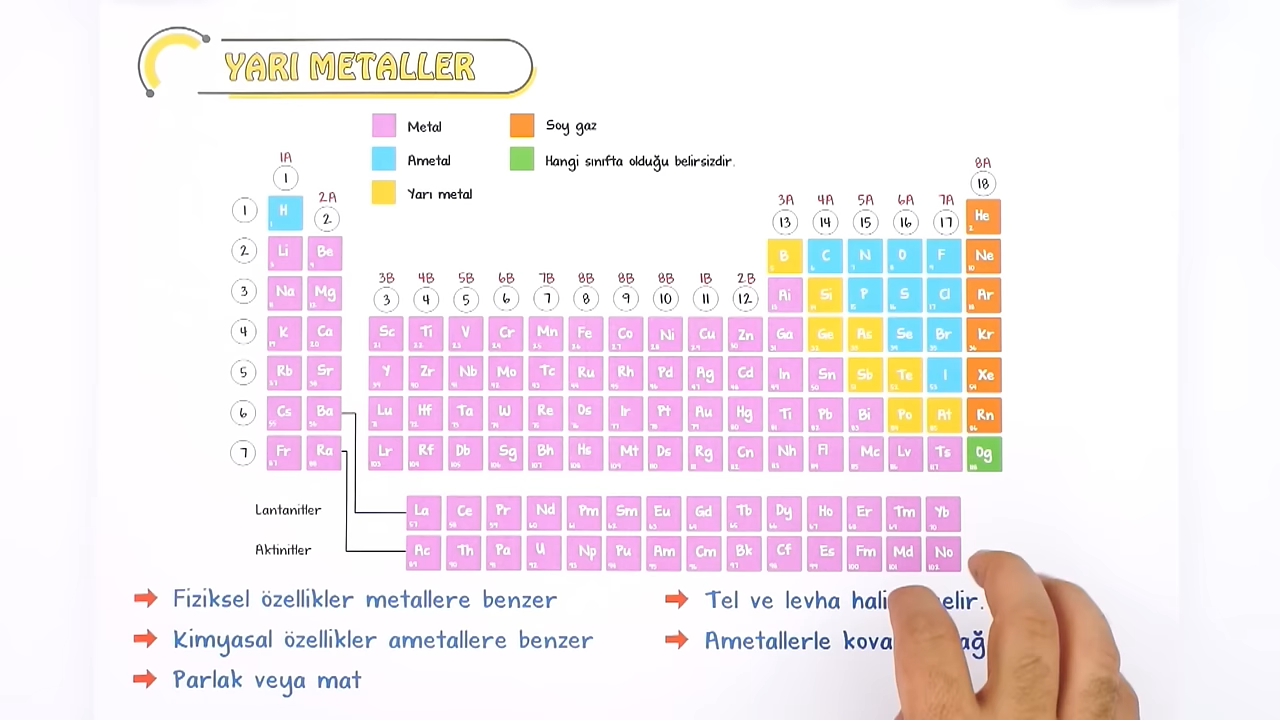 YARI METALLER
Metal
Soy gaz
Ametal
Hangi sınıfta olduğu belirsizdir.
Yarı metal
1A 8A
1 18
2A 3A 4A 5A 6A 7A
1 H 2 13 14 15 16 17 He
2 Li Be B C N O F Ne
3B 4B 5B 6B 7B 8B 8B 8B 1B 2B
3 Na Mg 3 4 5 6 7 8 9 10 11 12 Ai Si P S Cl Ar
4 K Ca Sc Ti V Cr Mn Fe Co Ni Cu Zn Ga Ge As Se Br Kr
5 Rb Sr Y Zr Nb Mo Tc Ru Rh Pd Ag Cd In Sn Sb Te I Xe
6 Cs Ba Lu Hf Ta W Re Os Ir Pt Au Hg Ti Pb Bi Po At Rn
7 Fr Ra Lr Rf Db Sg Bh Hs Mt Ds Rg Cn Nh Fl Mc Lv Ts Og
Lantanitler La Ce Pr Nd Pm Sm Eu Gd Tb Dy Ho Er Tm Yb
Aktinitler Ac Th Pa U Np Pu Am Cm Bk Cf Es Fm Md No
Fiziksel özellikler metallere benzer
Kimyasal özellikler ametallere benzer
Parlak veya mat
Tel ve levha
Ametallerle